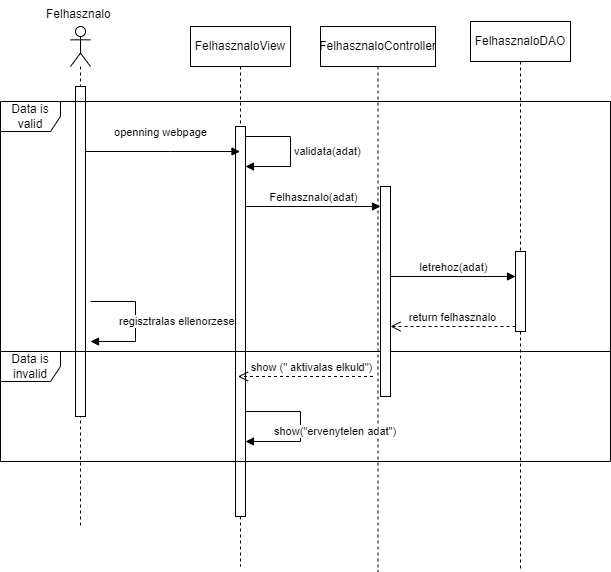 Felhasznalo
FelhasznaloView
FelhasznaloController
FelhasznaloDAO
Data is
valid
openning webpage
validata(adat)
Felhasznalo(adat)
letrehoz(adat)
return felhasznalo
regisztralas ellenorzese
Data is
invalid
show (" aktivalas elkuld")
show("ervenytelen adat")